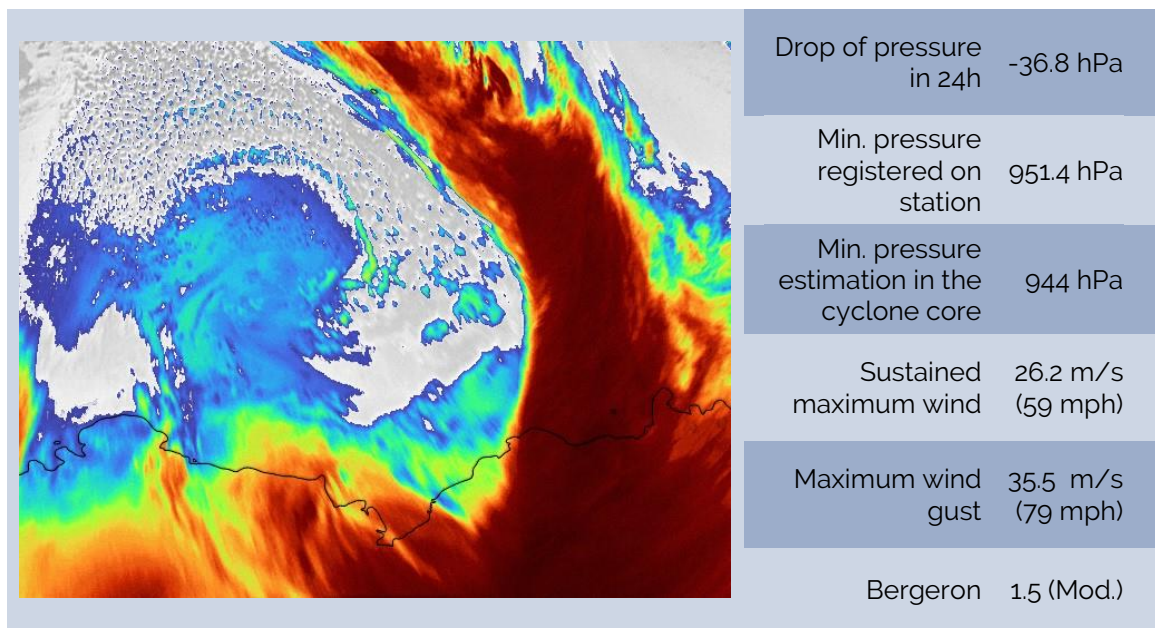 Drop of pressure
in 24h
-36.8 hPa
Min. pressure
registered on
station
951.4 hPa
Min. pressure
estimation in the
cyclone core
944 hPa
Sustained
maximum wind
26.2 m/s
(59 mph)
Maximum wind
gust
35.5 m/s
(79 mph)
Bergeron
1.5 (Mod.)